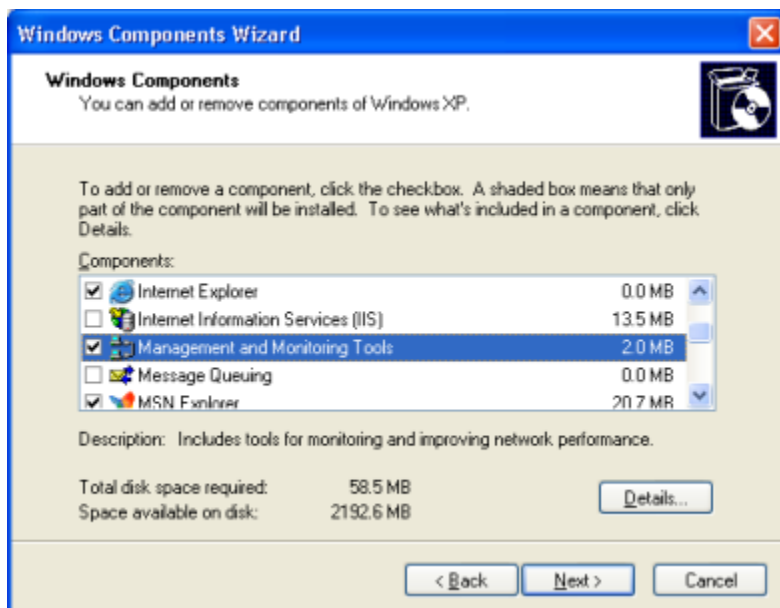 Windows Components Wizard
Windows Components
You can add or remove components of Windows XP.
To add or remove a component, click the checkbox. A shaded box means that only
part of the component will be installed. To see what's included in a component, click
Details.
Components:
Internet Explorer 0.0 MB
Internet Information Services (IIS) 13.5 MB
Management and Monitoring Tools 2.0 MB
Message Queuing 0.0 MB
MSN Explorer 20.7 MB
Description: Includes tools for monitoring and improving network performance.
Total disk space required: 58.5 MB
Space available on disk: 2192.6 MB
Details...
< Back Next > Cancel